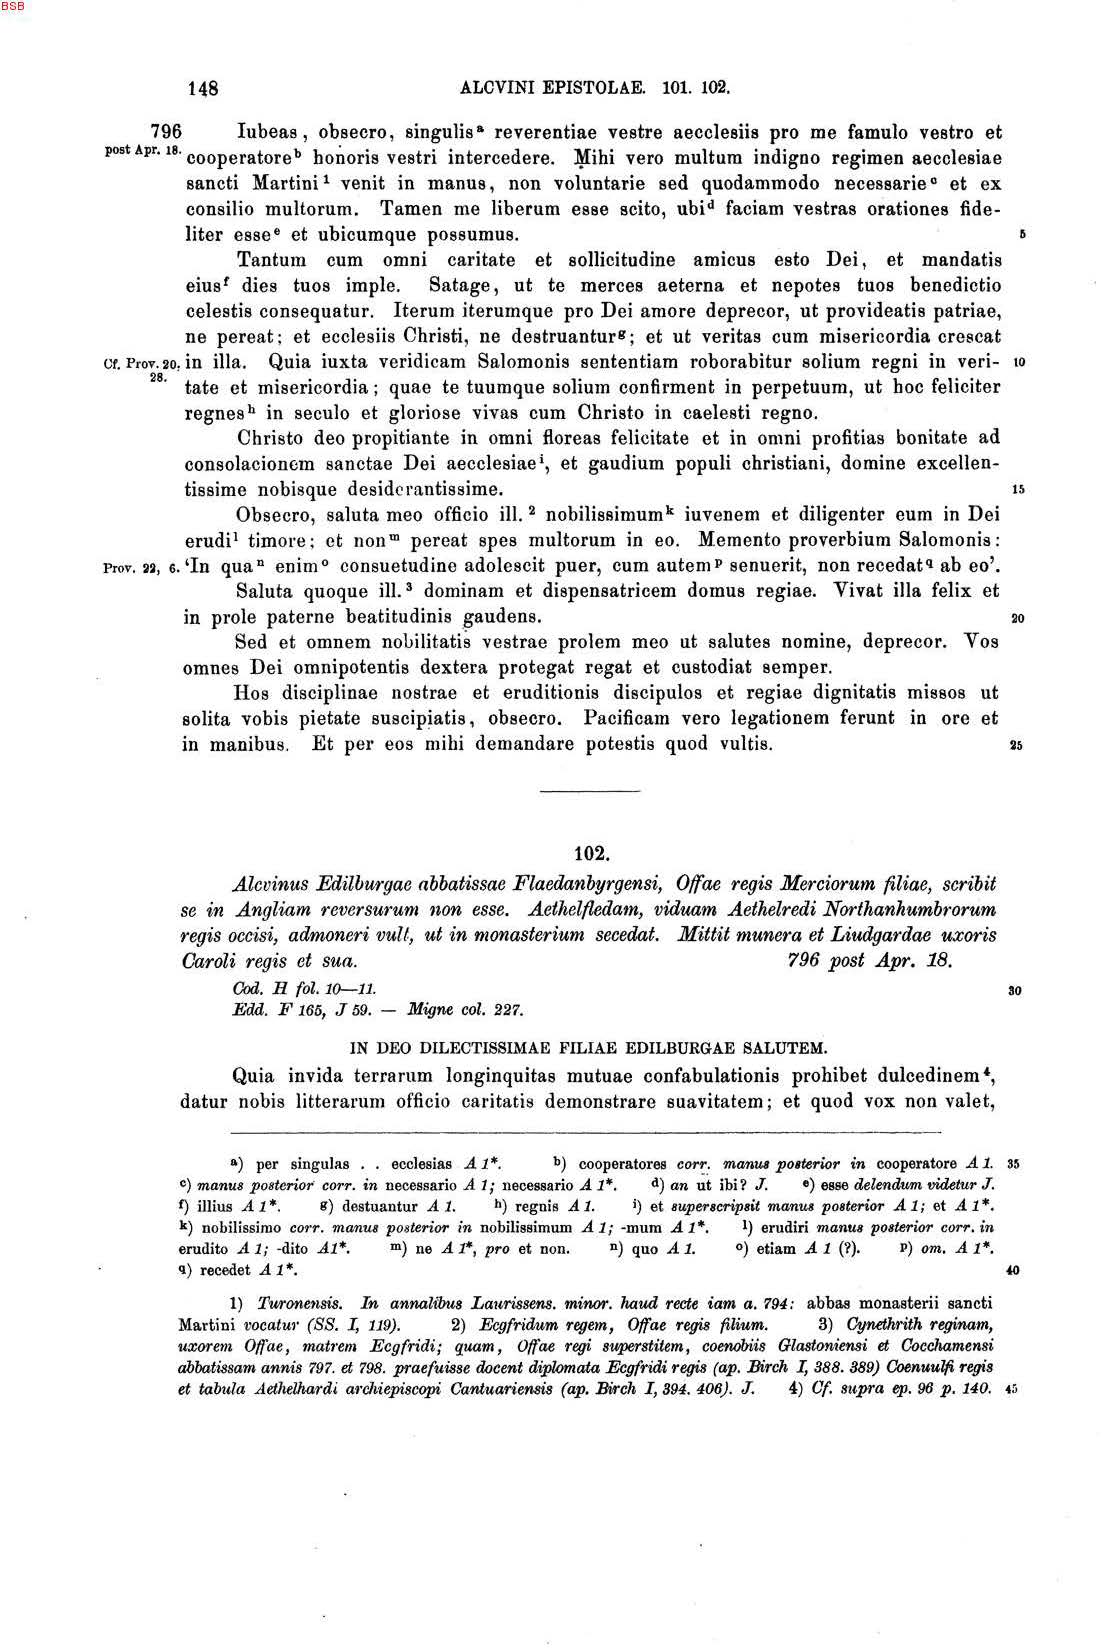 BSB
148 ALCVINI EPISTOLAE. 101. 102.
796 Iubeas, obsecro, singulis a reverentiae vestre aecclesiis pro me famulo vestro et
post Apr. 18. cooperatore b honoris vestri intercedere. Mihi vero multum indigno regimen aecclesiae
sancti Martini 1 venit in manus, non voluntarie sed quodammodo necessarie c et ex
consilio multorum. Tamen me liberum esse scito, ubi d faciam vestras orationes fide-
liter esse e et ubicumque possumus. 5
Tantum cum omni caritate et sollicitudine amicus esto Dei, et mandatis
eius f dies tuos imple. Satage, ut te merces aeterna et nepotes tuos benedictio
celestis consequatur. Iterum iterumque pro Dei amore deprecor, ut provideatis patriae,
ne pereat; et ecclesiis Christi, ne destruantur g; et ut veritas cum misericordia crescat
Cf. Prov. 20, in illa. Quia iuxta veridicam Salomonis sententiam roborabitur solium regni in veri- 10
28. tate et misericordia; quae te tuumque solium confirment in perpetuum, ut hoc feliciter
regnes h in seculo et gloriose vivas cum Christo in caelesti regno.
Christo deo propitiante in omni floreas felicitate et in omni profitias bonitate ad
consolacionem sanctae Dei aecclesiae i, et gaudium populi christiani, domine excellen-
tissime nobisque desiderantissime. 15
Obsecro, saluta meo officio ill. 2 nobilissimum k iuvenem et diligenter eum in Dei
erudi l timore; et non m pereat spes multorum in eo. Memento proverbium Salomonis:
Prov. 22, 6. ‘In qua n enim o consuetudine adolescit puer, cum autem p senuerit, non recedat q ab eo’.
Saluta quoque ill. 3 dominam et dispensatricem domus regiae. Vivat illa felix et
in prole paterne beatitudinis gaudens. 20
Sed et omnem nobilitatis vestrae prolem meo ut salutes nomine, deprecor. Vos
omnes Dei omnipotentis dextera protegat regat et custodiat semper.
Hos disciplinae nostrae et eruditionis discipulos et regiae dignitatis missos ut
solita vobis pietate suscipiatis, obsecro. Pacificam vero legationem ferunt in ore et
in manibus. Et per eos mihi demandare potestis quod vultis. 25
102.
Alcvinus Edilburgae abbatissae Flaedanbyrgensi, Offae regis Merciorum filiae, scribit
se in Angliam reversurum non esse. Aethelfledam, viduam Aethelredi Northanhumbrorum
regis occisi, admoneri vult, ut in monasterium secedat. Mittit munera et Liudgardae uxoris
Caroli regis et sua. 796 post Apr. 18.
Cod. H fol. 10—11. 30
Edd. F 165, J 59. — Migne col. 227.
IN DEO DILECTISSIMAE FILIAE EDILBURGAE SALUTEM.
Quia invida terrarum longinquitas mutuae confabulationis prohibet dulcedinem 4,
datur nobis litterarum officio caritatis demonstrare suavitatem; et quod vox non valet,
a) per singulas . . ecclesias A 1*. b) cooperatores corr. manus posterior in cooperatore A 1. 35
c) manus posterior corr. in necessario A 1; necessario A 1*. d) an ut ibi? J. e) esse delendum videtur J.
f) illius A 1*. g) destuantur A 1. h) regnis A 1. i) et superscripsit manus posterior A 1; et A 1*.
k) nobilissimo corr. manus posterior in nobilissimum A 1; -mum A 1*. l) erudiri manus posterior corr. in
erudito A 1; -dito A1*. m) ne A 1*, pro et non. n) quo A 1. o) etiam A 1 (?). p) om. A 1*.
q) recedet A 1*. 40
1) Turonensis. In annalibus Laurissens. minor. haud recte iam a. 794: abbas monasterii sancti
Martini vocatur (SS. I, 119). 2) Ecgfridum regem, Offae regis filium. 3) Cynethrith reginam,
uxorem Offae, matrem Ecgfridi; quam, Offae regi superstitem, coenobiis Glastoniensi et Cocchamensi
abbatissam annis 797. et 798. praefuisse docent diplomata Ecgfridi regis (ap. Birch I, 388. 389) Coenuulfi regis
et tabula Aethelhardi archiepiscopi Cantuariensis (ap. Birch I, 394. 406). J. 4) Cf. supra ep. 96 p. 140. 45